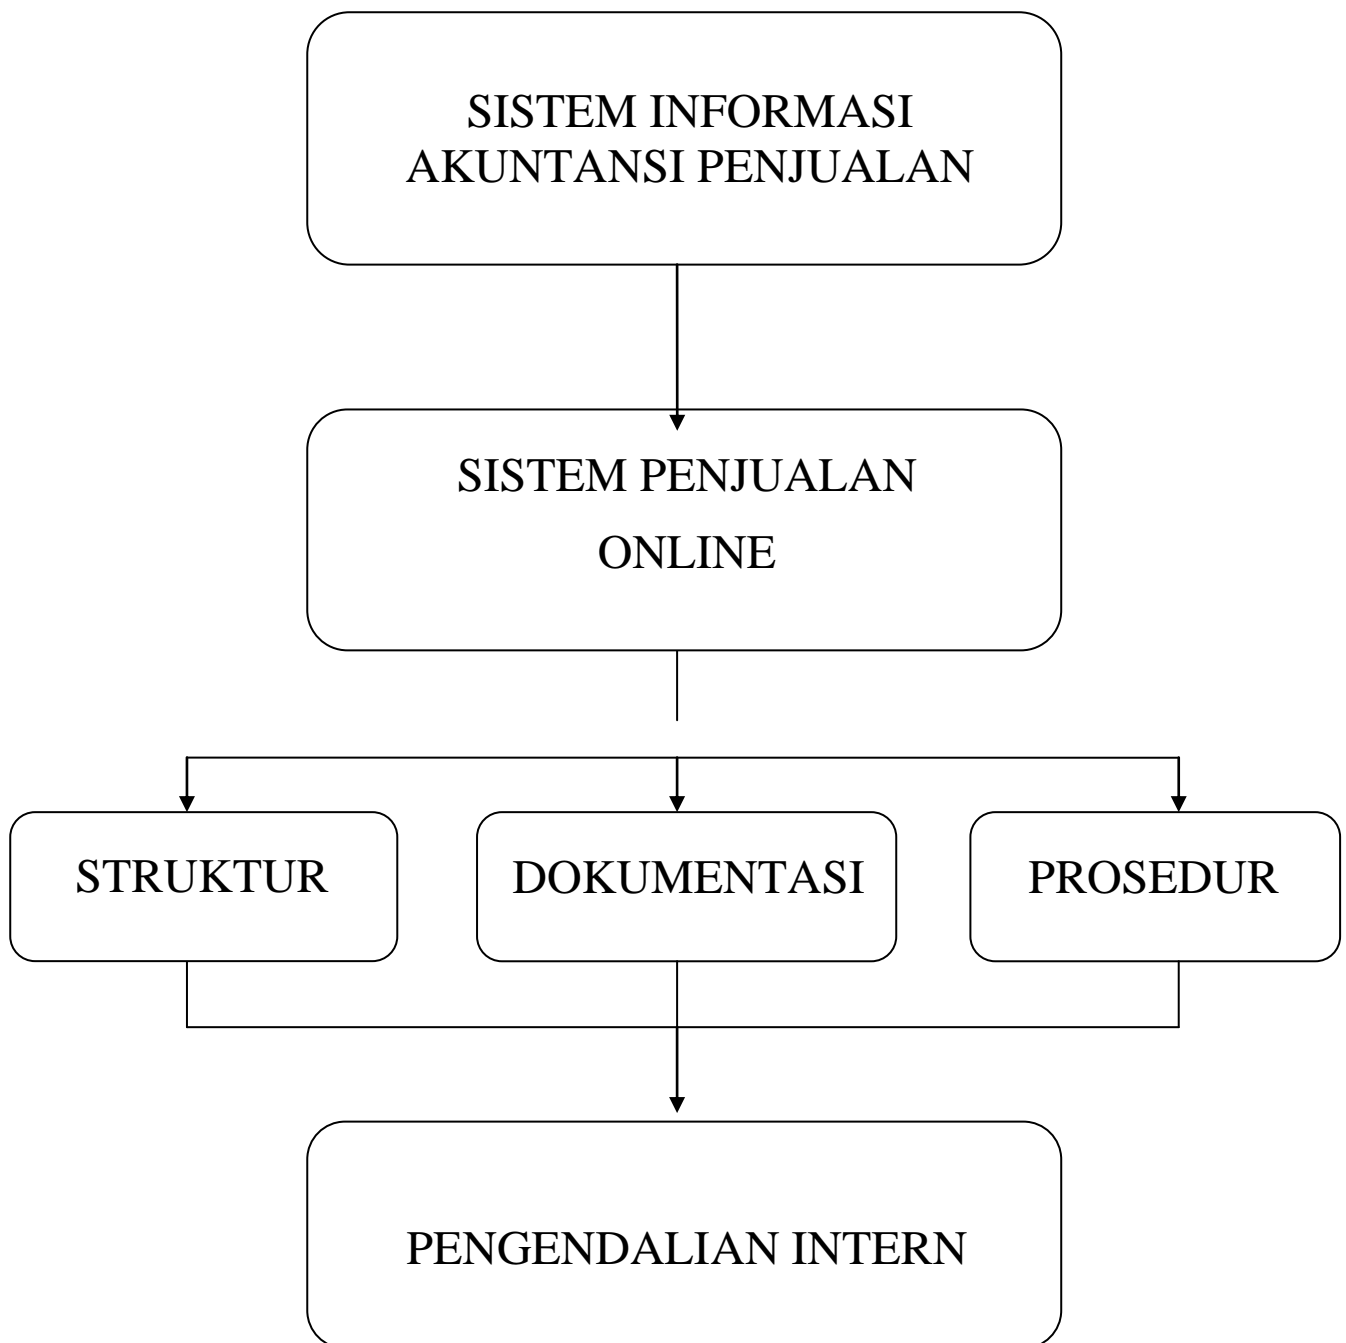 SISTEM INFORMASI
AKUNTANSI PENJUALAN
SISTEM PENJUALAN
ONLINE
STRUKTUR
DOKUMENTASI
PROSEDUR
PENGENDALIAN INTERN